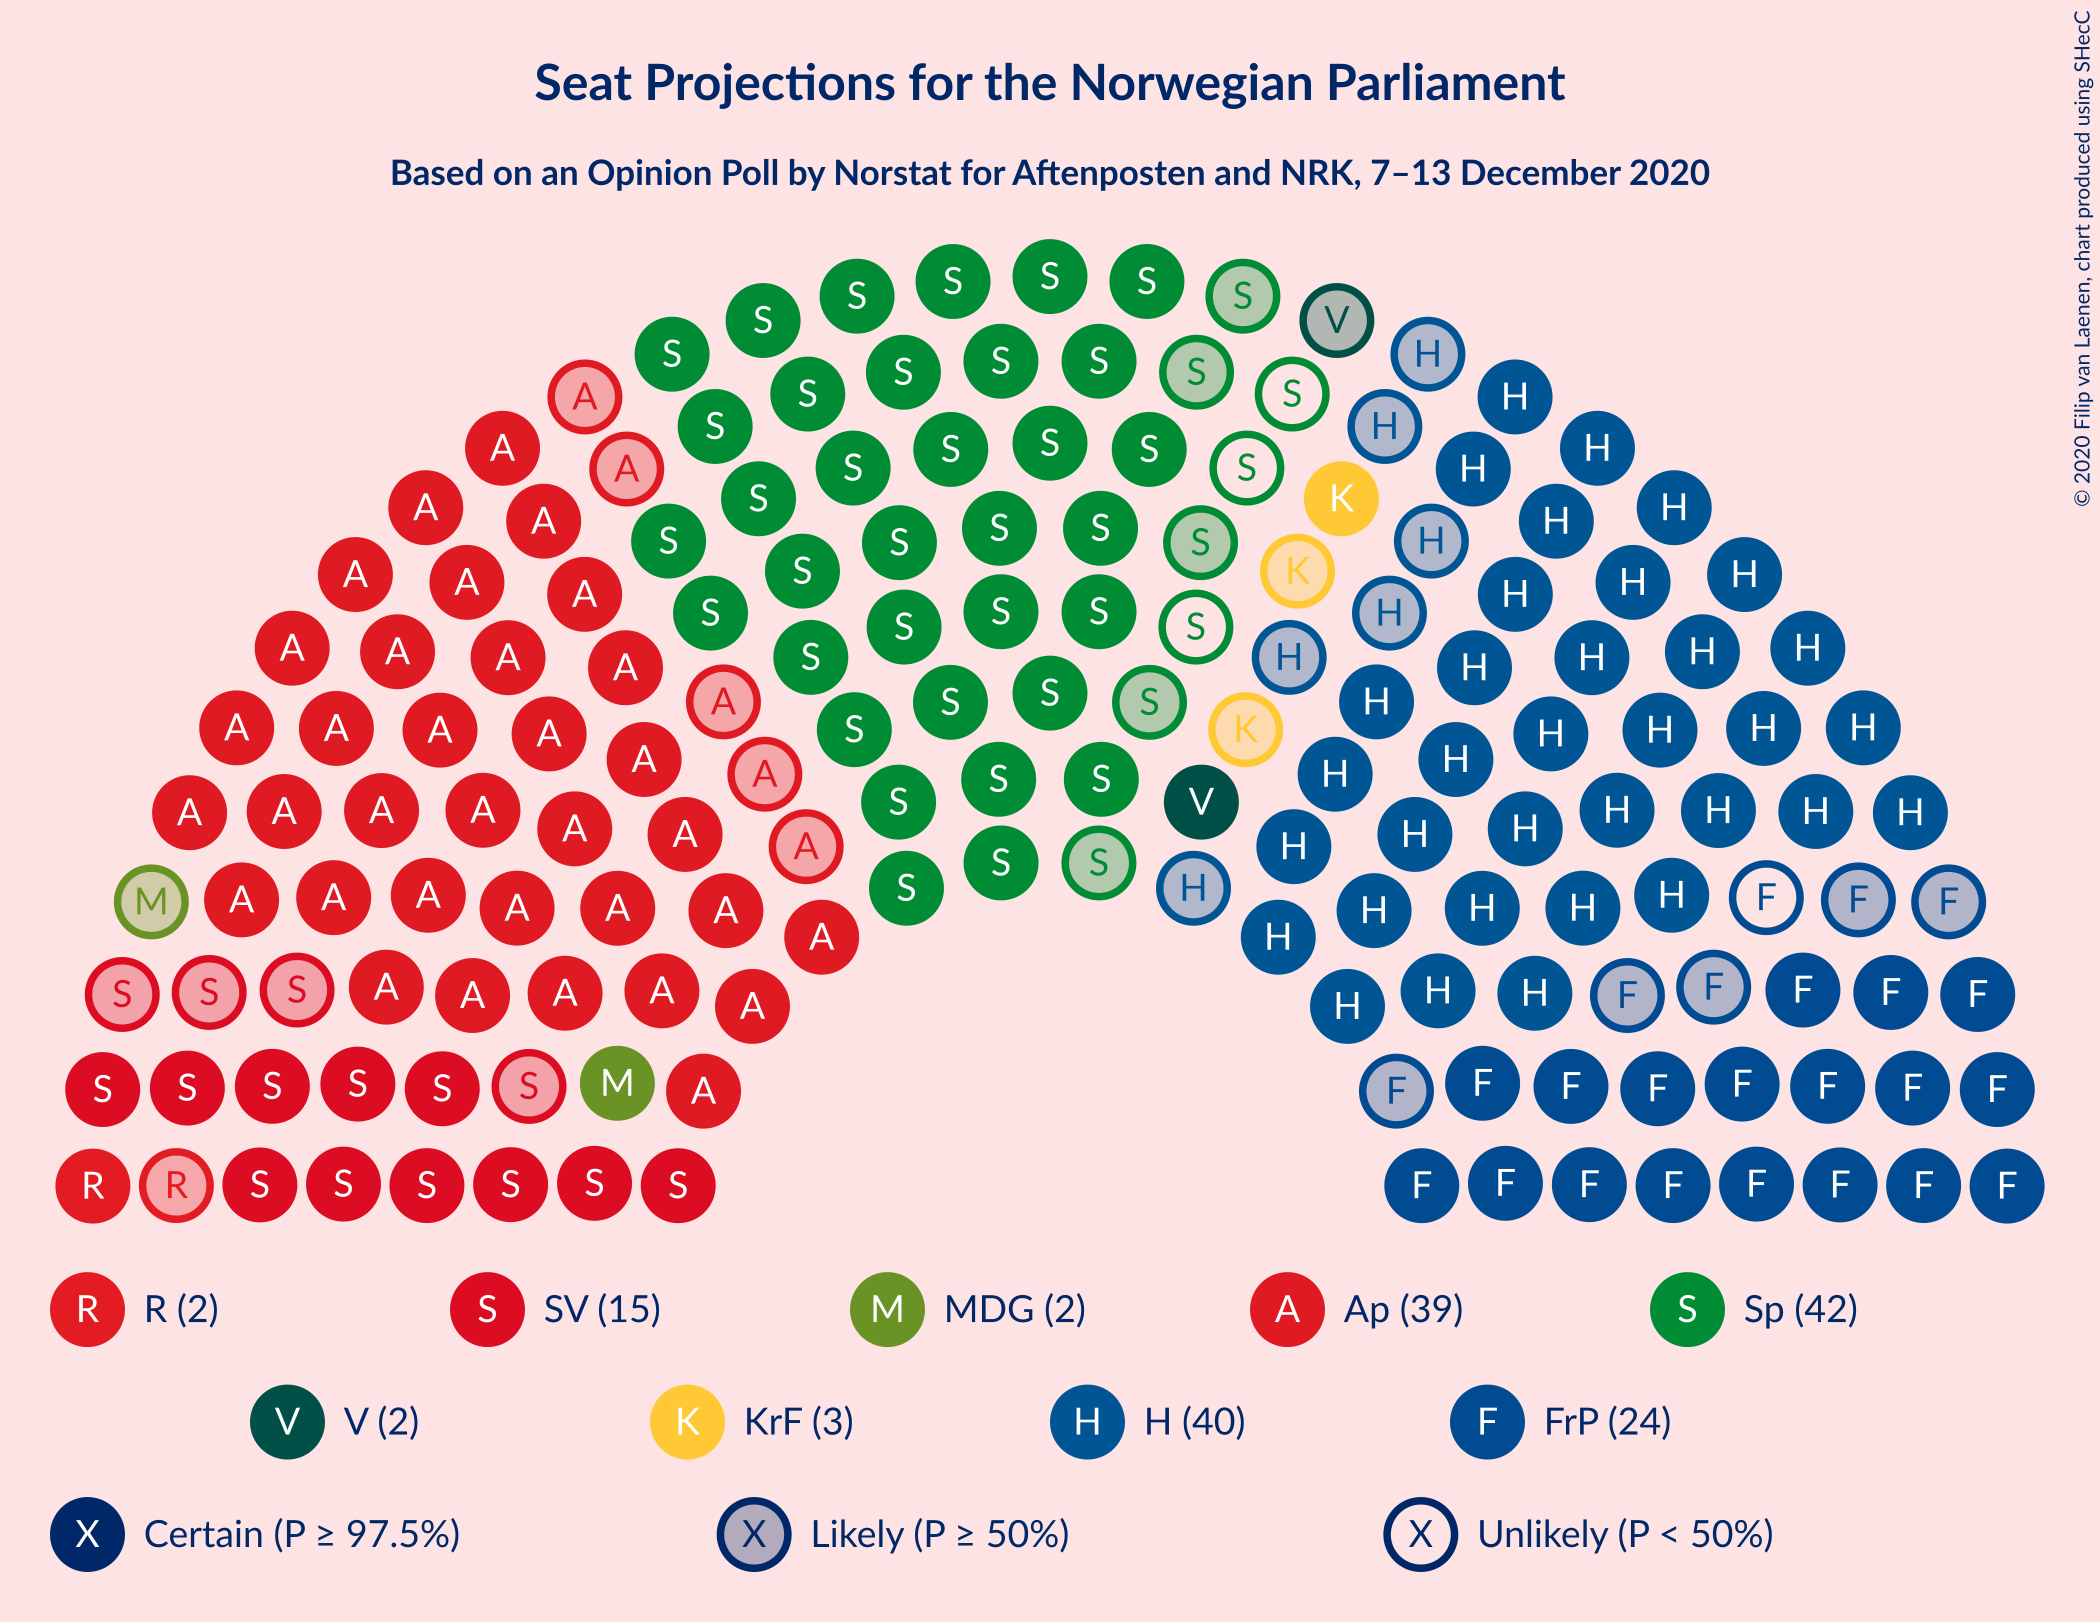 © 2020 Filip van Laenen, chart produced using SHecC
Seat Projections for the Norwegian Parliament
Based on an Opinion Poll by Norstat for Aftenposten and NRK, 7–13 December 2020
S S S S S S V
A S S S S S S S H H
A A S S S S S S H H H
A A S S S S S S K H H H
A A A S S S S K H H H H
A A A A S S S H H H H H
A A A A A S S S S K H H H H H
A A A A A A A A A S S S V H H H H H H H H H
M A A A A A A A S S S H H H H H H F F F
S S S A A A A A H H H F F F F F
S S S S S S M A F F F F F F F F
R R S S S S S S F F F F F F F F
R R (2) S SV (15) M MDG (2) A Ap (39) S Sp (42)
V V (2) K KrF (3) H H (40) F FrP (24)
X Certain (P ≥ 97.5%) X Likely (P ≥ 50%) X Unlikely (P < 50%)